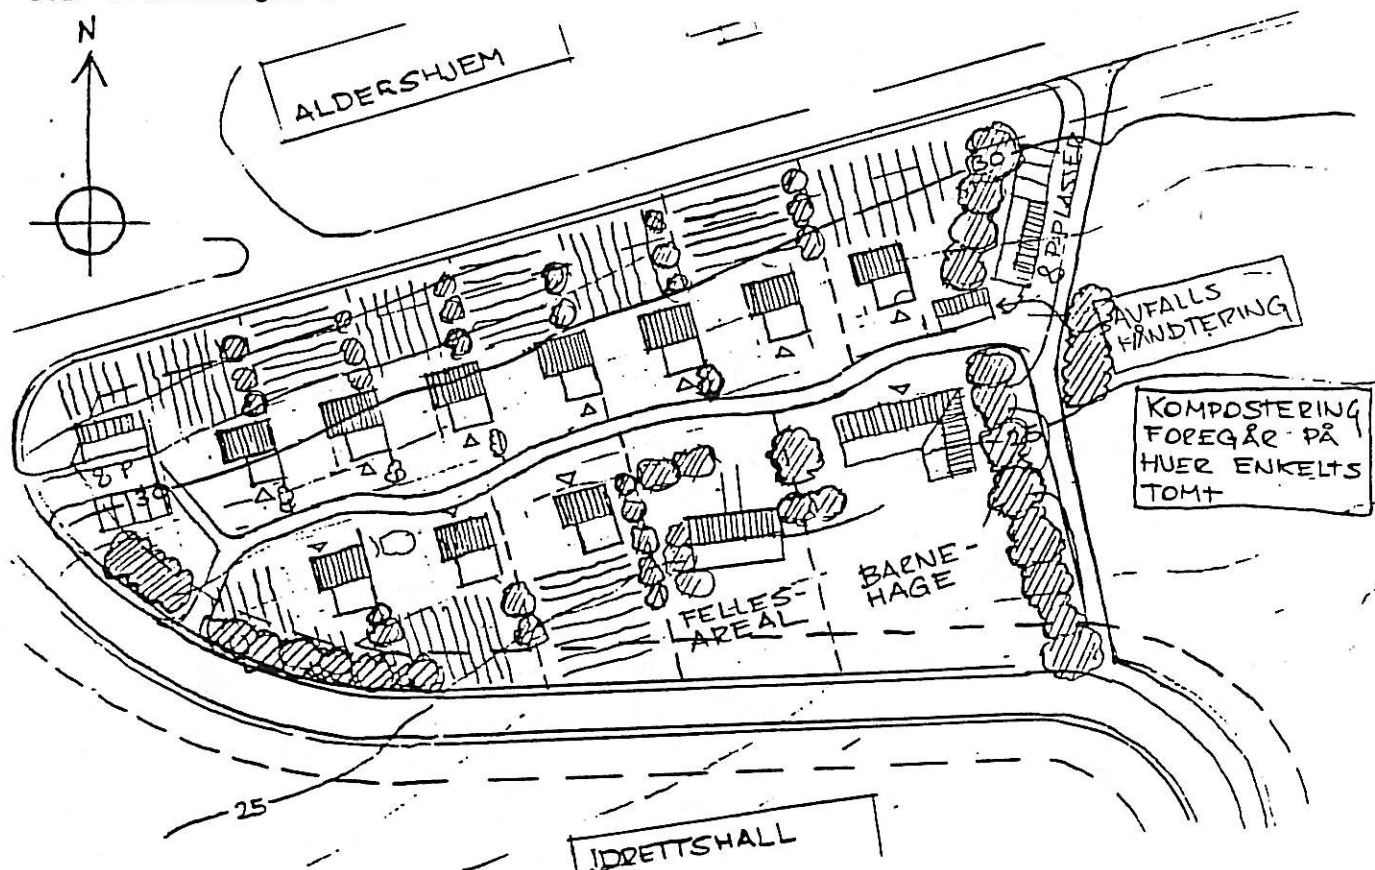 N
ALDERSHJEM
30
8 P.PLASSER
AVFALLS
HÅNDTERING
KOMPOSTERING
FOREGÅR PÅ
HVER ENKELTS
TOMT
8 P
30
BARNE-
HAGE
FELLES-
AREAL
25
IDRETTSHALL